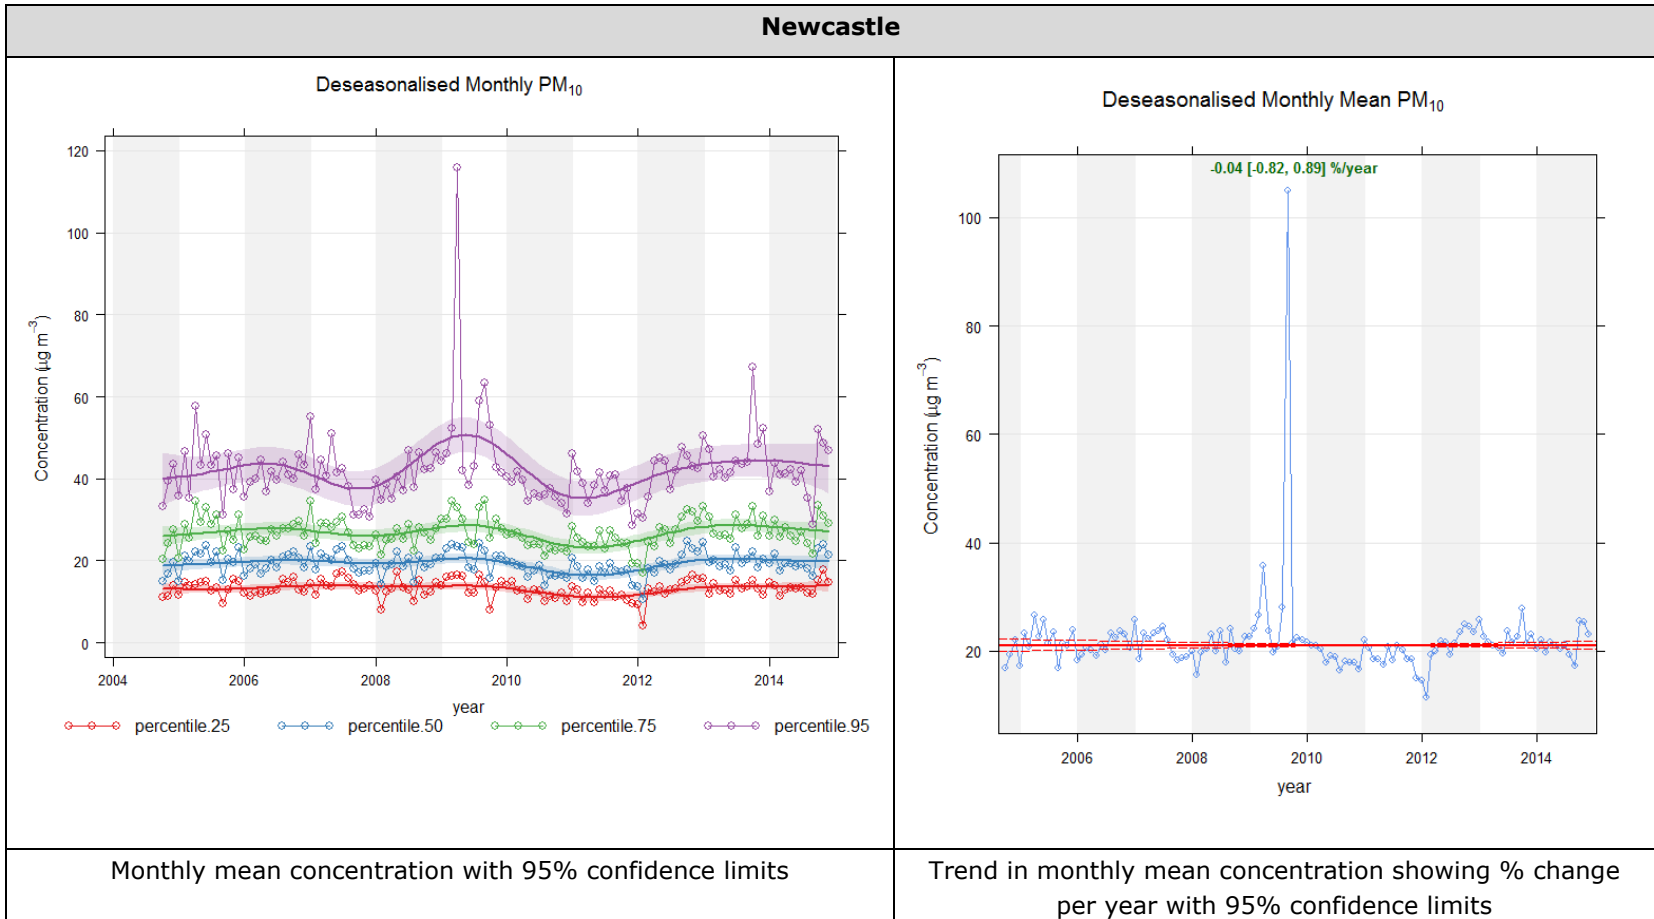 Newcastle
Deseasonalised Monthly PM₁₀
120
100
80
60
40
20
0
Concentration (µg m⁻³)
2004 2006 2008 2010 2012 2014
year
percentile.25 percentile.50 percentile.75 percentile.95
Deseasonalised Monthly Mean PM₁₀
-0.04 [-0.82, 0.89] %/year
100
80
60
40
20
Concentration (µg m⁻³)
2006 2008 2010 2012 2014
year
Monthly mean concentration with 95% confidence limits
Trend in monthly mean concentration showing % change
per year with 95% confidence limits